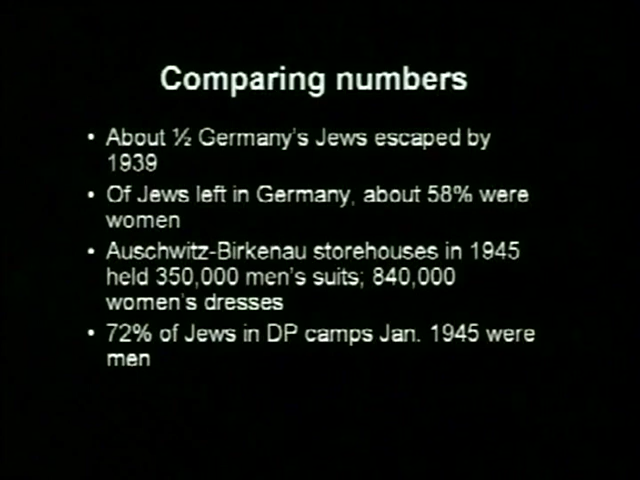 Comparing numbers
• About ½ Germany's Jews escaped by
1939
• Of Jews left in Germany, about 58% were
women
• Auschwitz-Birkenau storehouses in 1945
held 350,000 men's suits; 840,000
women's dresses
• 72% of Jews in DP camps Jan. 1945 were
men